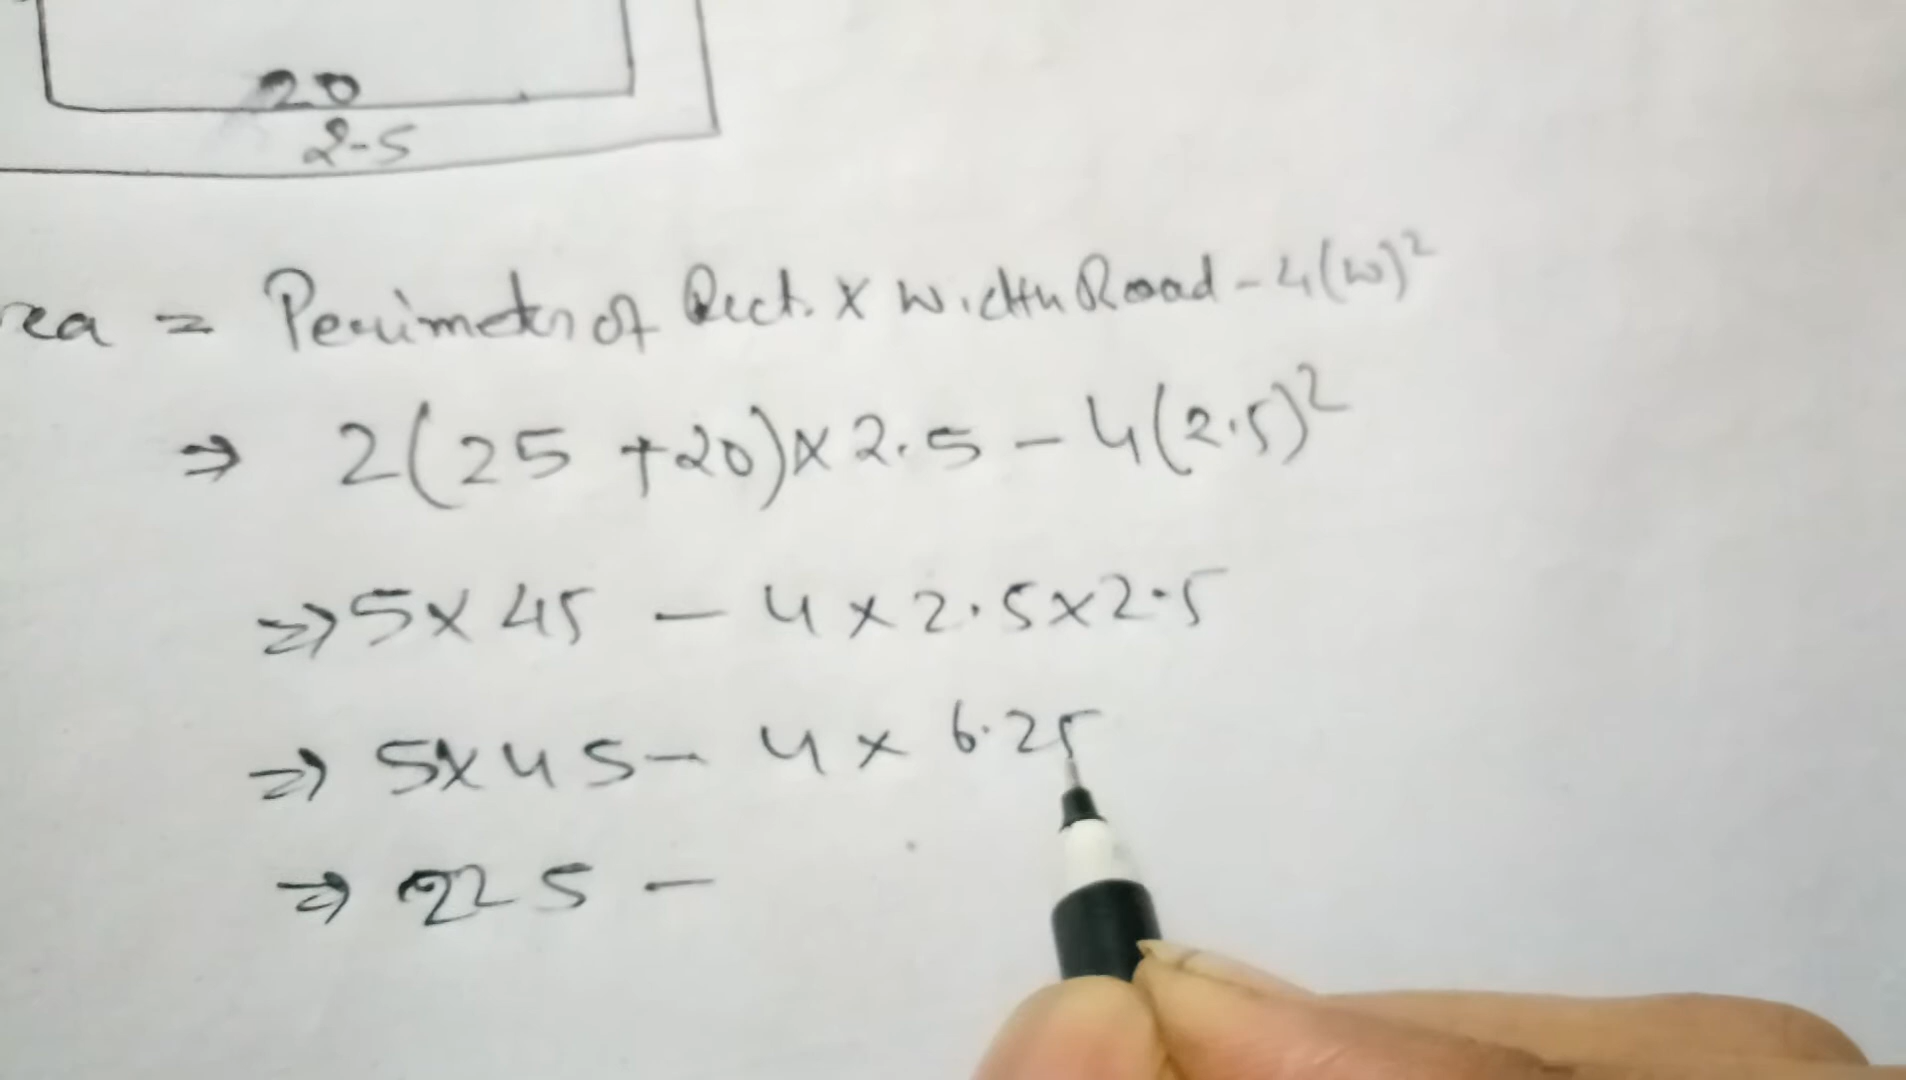 20
2-5
rea = Perimeter of Rect. × Width Road - 4(w)²
⇒ 2(25 + 20) × 2.5 - 4(2.5)²
⇒ 5 × 45 - 4 × 2.5 × 2.5
⇒ 5 × 45 - 4 × 6.25
⇒ 225 -